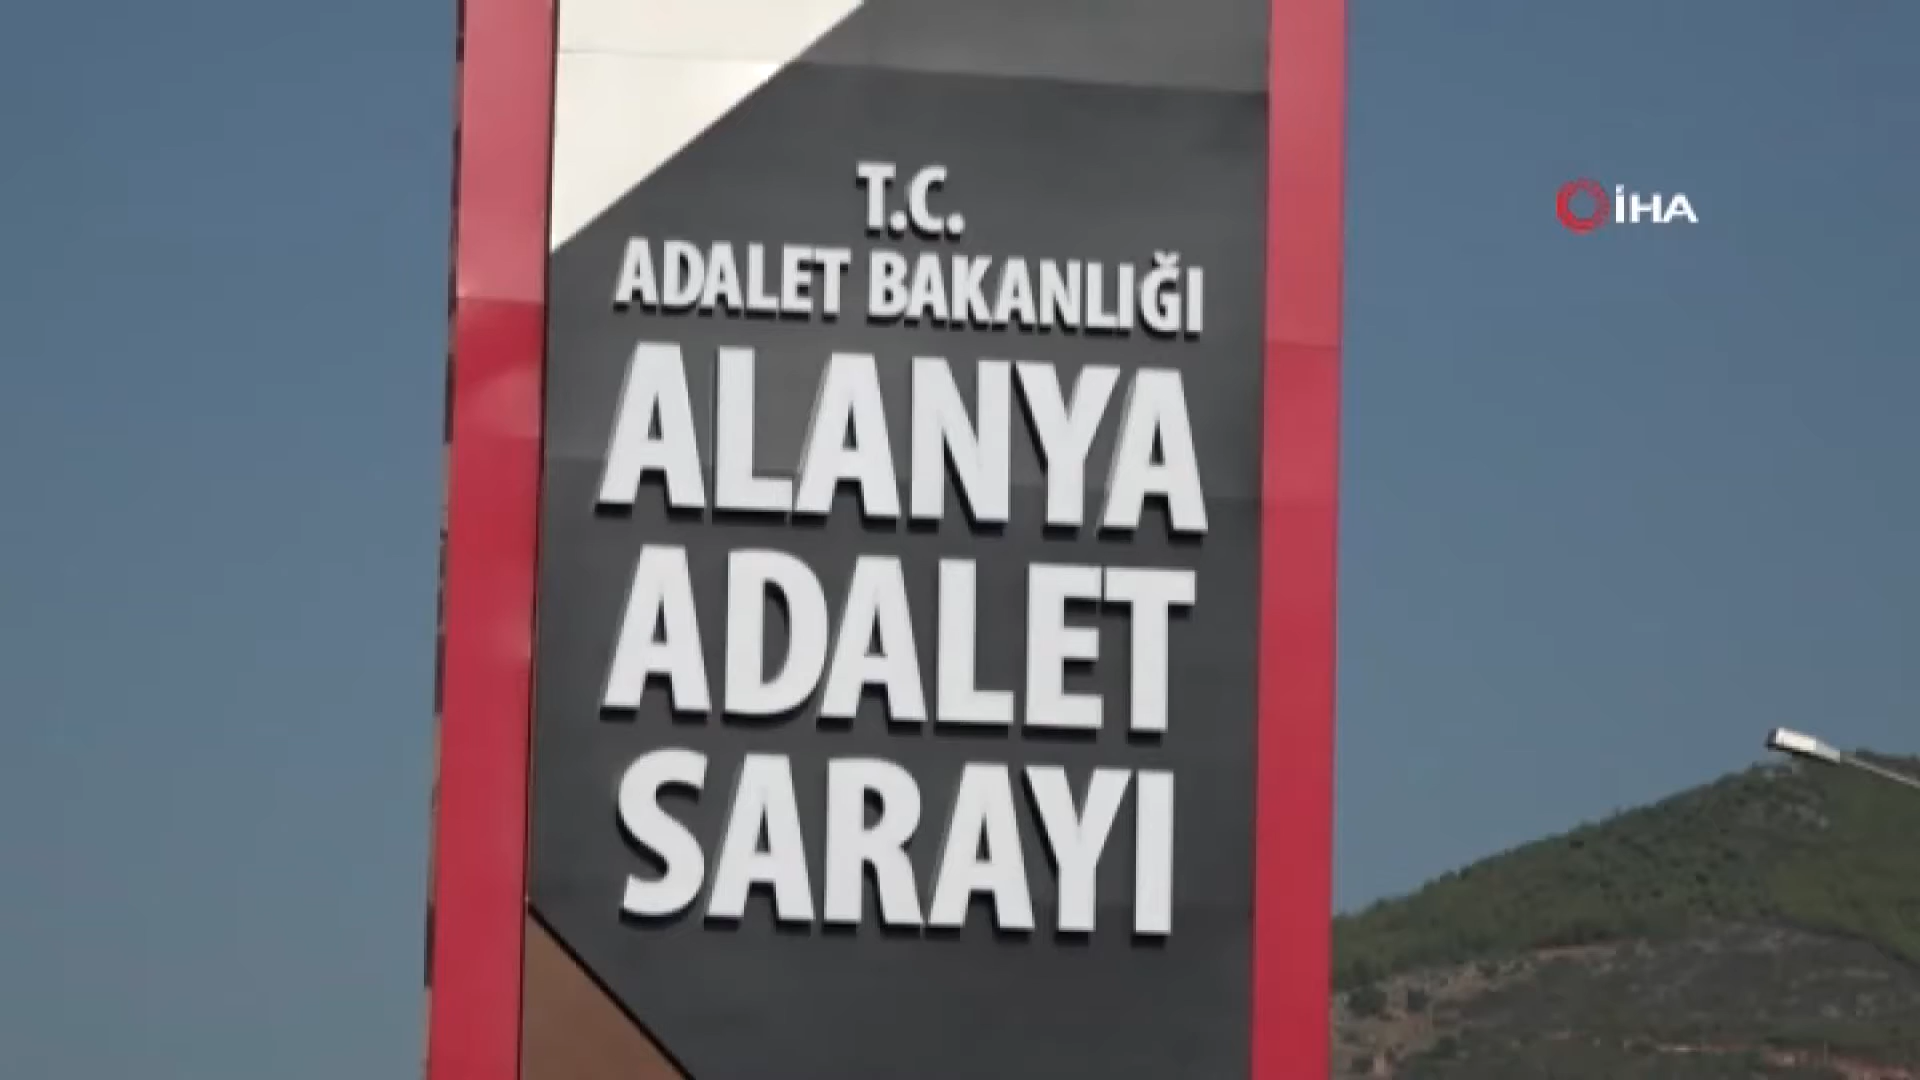 T.C.
ADALET BAKANLIĞI
ALANYA
ADALET
SARAYI
İHA